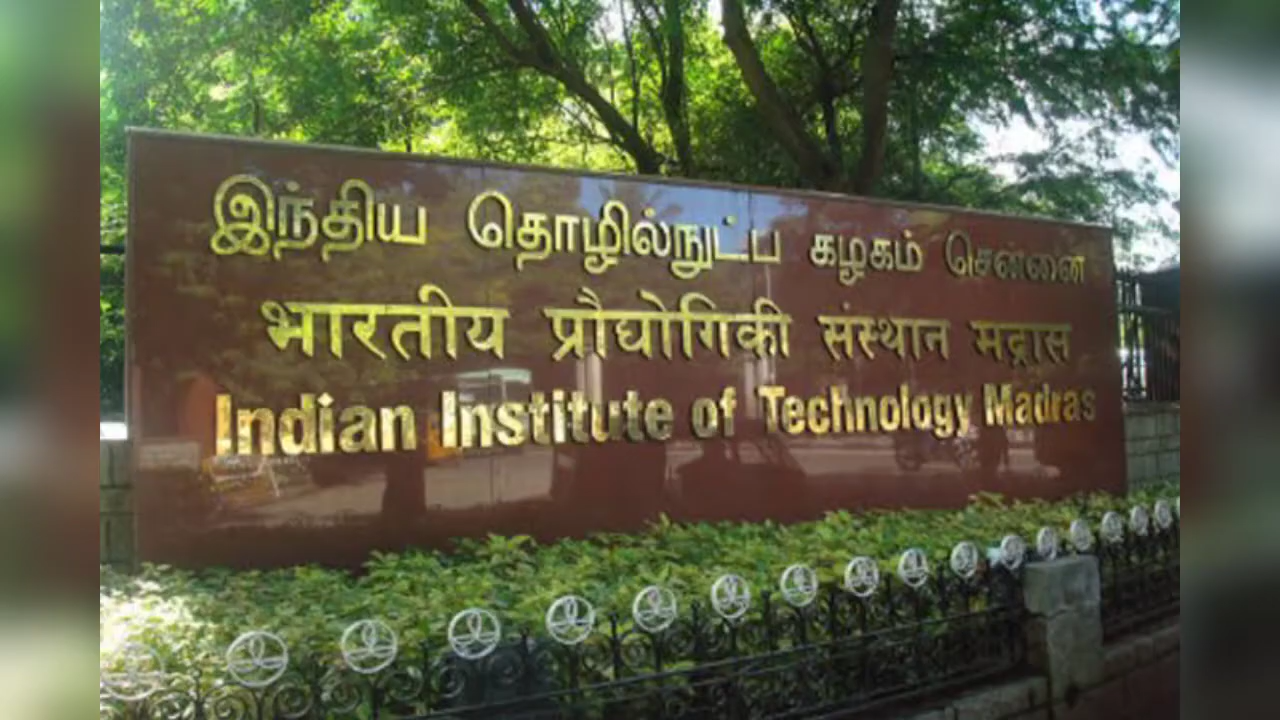 இந்திய தொழில்நுட்ப கழகம் சென்னை
भारतीय प्रौद्योगिकी संस्थान मद्रास
Indian Institute of Technology Madras